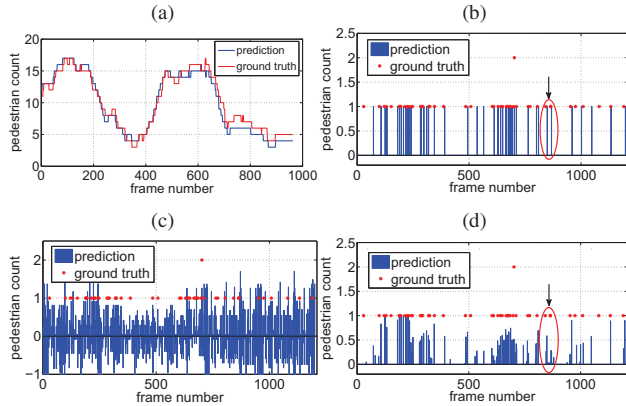 (a)
(b)
pedestrian count
20
15
10
5
0
prediction
ground truth
0
200
400
600
800
1000
frame number
pedestrian count
2.5
2
1.5
1
0.5
0
prediction
ground truth
0
500
1000
frame number
(c)
(d)
pedestrian count
2
1
0
−1
prediction
ground truth
0
500
1000
frame number
pedestrian count
2.5
2
1.5
1
0.5
0
prediction
ground truth
0
500
1000
frame number